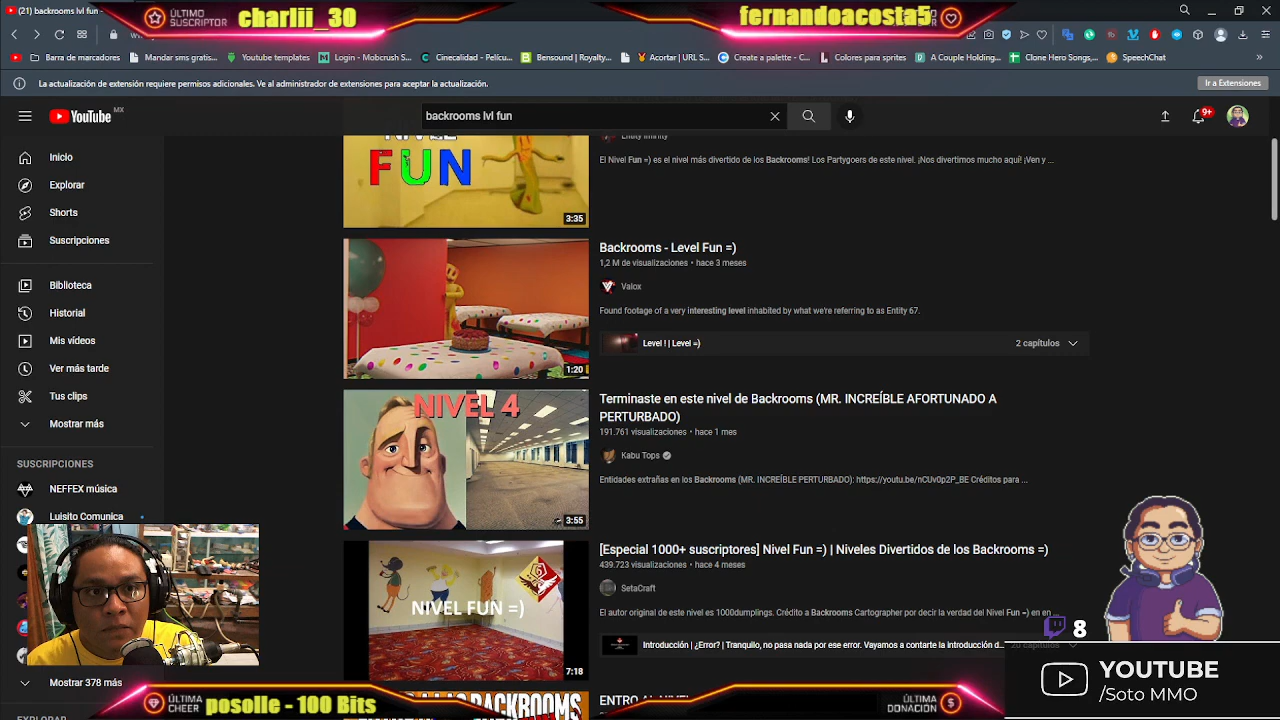 (21) backrooms lvl fun -
ÚLTIMO
SUSCRIPTOR
charlii_30
fernandoacosta5
Barra de marcadores
Mandar sms gratis...
Youtube templates
Login - Mobcrush S...
Cinecalidad - Pelícu...
Bensound | Royalty...
Acortar | URL S...
Create a palette - C...
Colores para sprites
A Couple Holding...
Clone Hero Songs,...
SpeechChat
La actualización de extensión requiere permisos adicionales. Ve al administrador de extensiones para aceptar la actualización.
Ir a Extensiones
YouTube MX
backrooms lvl fun
9+
Inicio
Explorar
Shorts
Suscripciones
Biblioteca
Historial
Mis vídeos
Ver más tarde
Tus clips
Mostrar más
SUSCRIPCIONES
NEFFEX música
Luisito Comunica
Mostrar 378 más
NIVEL
FUN
3:35
Entity Infinity
El Nivel Fun =) es el nivel más divertido de los Backrooms! Los Partygoers de este nivel. ¡Nos divertimos mucho aquí! ¡Ven y ...
1:20
Backrooms - Level Fun =)
1,2 M de visualizaciones • hace 3 meses
Valox
Found footage of a very interesting level inhabited by what we're referring to as Entity 67.
Level ! | Level =)
2 capítulos
NIVEL 4
3:55
Terminaste en este nivel de Backrooms (MR. INCREÍBLE AFORTUNADO A
PERTURBADO)
191.761 visualizaciones • hace 1 mes
Kabu Tops
Entidades extrañas en los Backrooms (MR. INCREÍBLE PERTURBADO): https://youtu.be/nCUv0p2P_BE Créditos para ...
NIVEL FUN =)
7:18
[Especial 1000+ suscriptores] Nivel Fun =) | Niveles Divertidos de los Backrooms =)
439.723 visualizaciones • hace 4 meses
SetaCraft
El autor original de este nivel es 1000dumplings. Crédito a Backrooms Cartographer por decir la verdad del Nivel Fun =) en en...
Introducción | ¿Error? | Tranquilo, no pasa nada por ese error. Vayamos a contarte la introducción d...
20 capítulos
8
YOUTUBE
/Soto MMO
ÚLTIMA
CHEER
posolle - 100 Bits
BACKROOMS
ENTRO AL NIVEL
ÚLTIMA
DONACIÓN